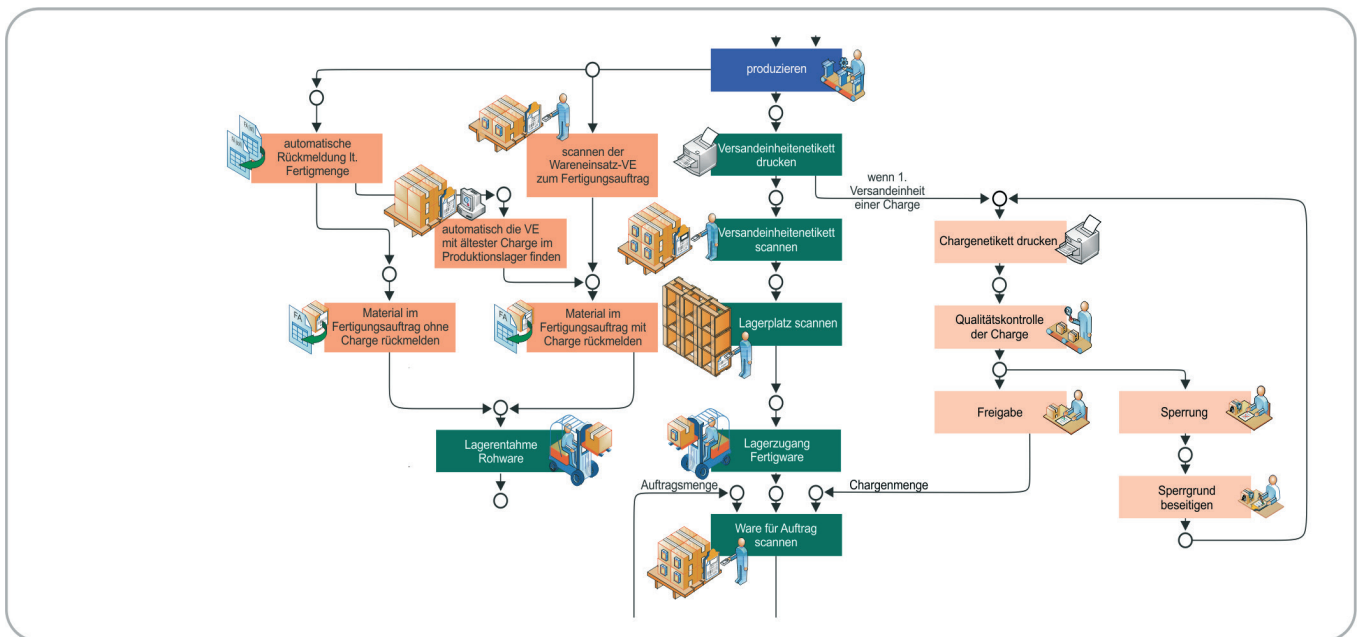 produzieren
automatische
Rückmeldung lt.
Fertigmenge
scannen der
Wareneinsatz-VE
zum Fertigungsauftrag
Versandeinheitenetikett
drucken
wenn 1.
Versandeinheit
einer Charge
automatisch die VE
mit ältester Charge im
Produktionslager finden
Versandeinheitenetikett
scannen
Chargenetikett drucken
FA
Material im
Fertigungsauftrag ohne
Charge rückmelden
FA
Material im
Fertigungsauftrag mit
Charge rückmelden
Lagerplatz scannen
Qualitätskontrolle
der Charge
Freigabe
Sperrung
Lagerentahme
Rohware
Lagerzugang
Fertigware
Auftragsmenge
Chargenmenge
Sperrgrund
beseitigen
Ware für Auftrag
scannen